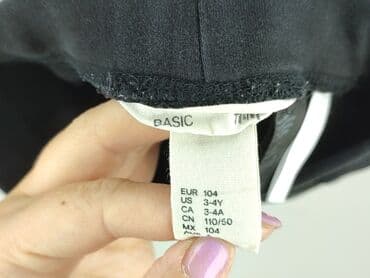 BASIC
EUR 104
US 3-4Y
CA 3-4A
CN 110/50
MX 104